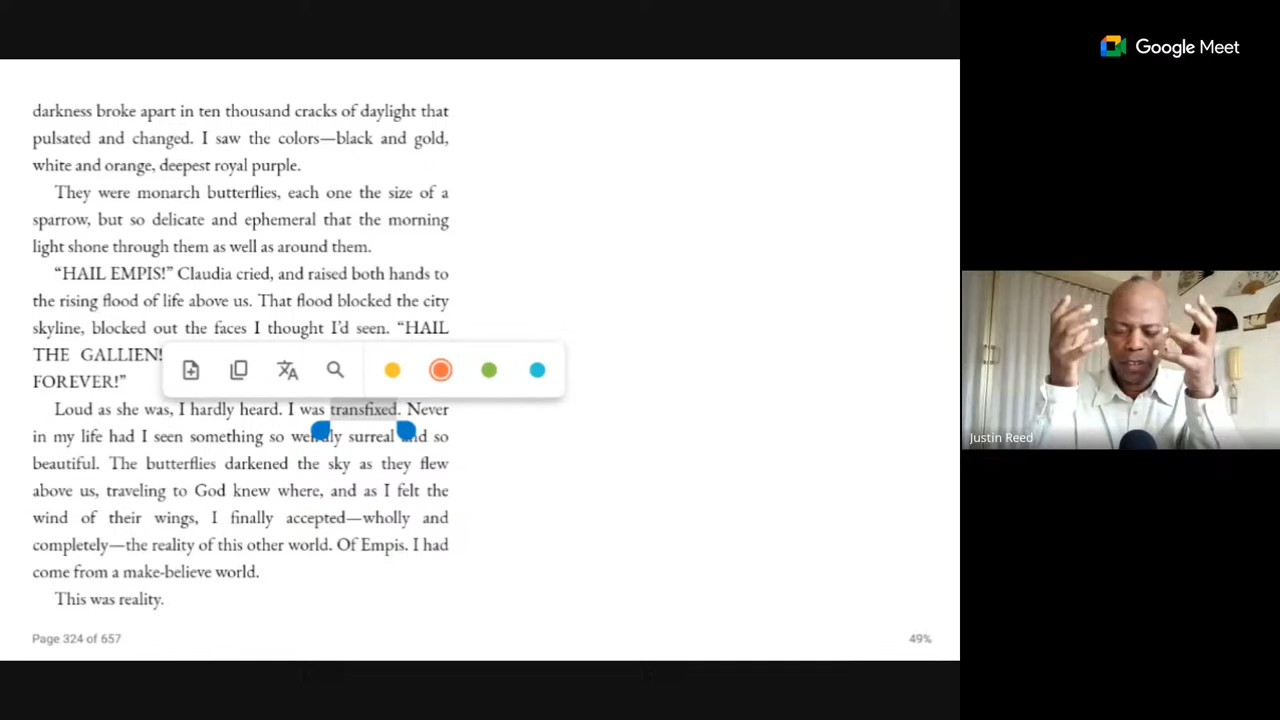 Google Meet
darkness broke apart in ten thousand cracks of daylight that
pulsated and changed. I saw the colors—black and gold,
white and orange, deepest royal purple.
They were monarch butterflies, each one the size of a
sparrow, but so delicate and ephemeral that the morning
light shone through them as well as around them.
“HAIL EMPIS!” Claudia cried, and raised both hands to
the rising flood of life above us. That flood blocked the city
skyline, blocked out the faces I thought I’d seen. “HAIL
THE GALLIEN!
FOREVER!”
Loud as she was, I hardly heard. I was transfixed. Never
in my life had I seen something so surreal and so
beautiful. The butterflies darkened the sky as they flew
above us, traveling to God knew where, and as I felt the
wind of their wings, I finally accepted—wholly and
completely—the reality of this other world. Of Empis. I had
come from a make-believe world.
This was reality.
Page 324 of 657
49%
Justin Reed